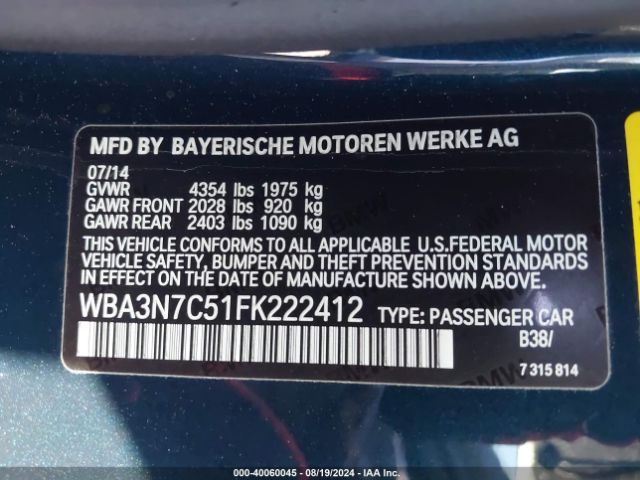 MFD BY BAYERISCHE MOTOREN WERKE AG
07/14
GVWR 4354 lbs 1975 kg
GAWR FRONT 2028 lbs 920 kg
GAWR REAR 2403 lbs 1090 kg
THIS VEHICLE CONFORMS TO ALL APPLICABLE U.S.FEDERAL MOTOR
VEHICLE SAFETY, BUMPER AND THEFT PREVENTION STANDARDS
IN EFFECT ON THE DATE OF MANUFACTURE SHOWN ABOVE.
WBA3N7C51FK222412 TYPE: PASSENGER CAR
B38/
7 315 814
000-40060045 - 08/19/2024 - IAA Inc.